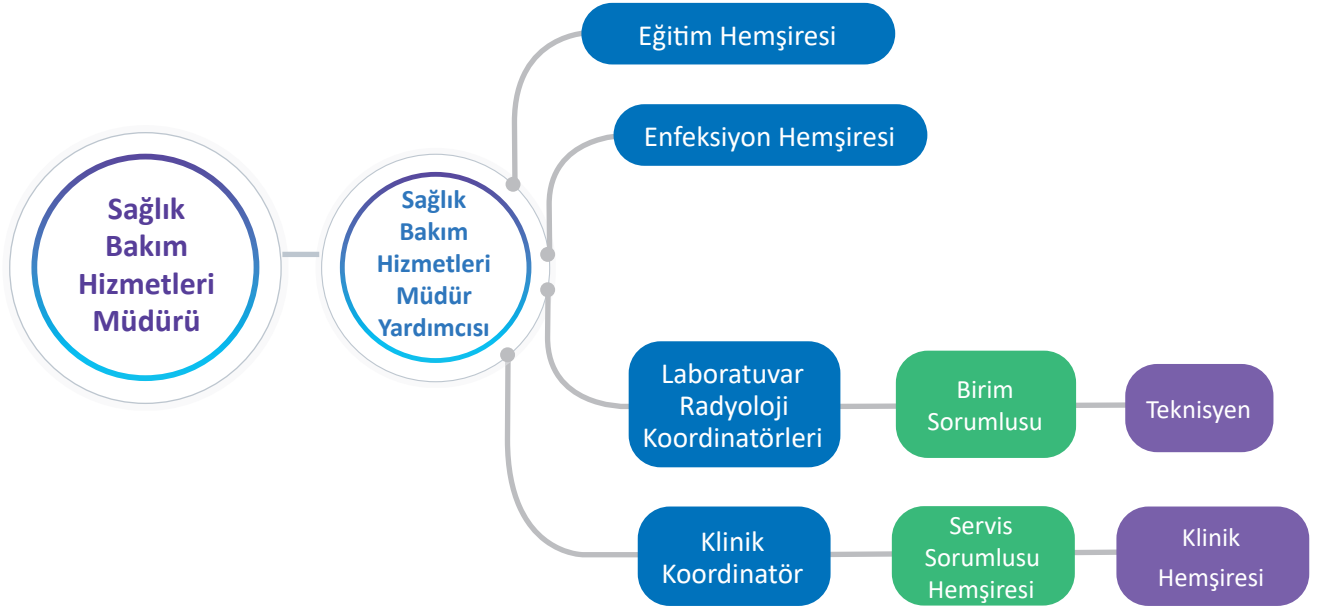 Sağlık
Bakım
Hizmetleri
Müdürü
Sağlık
Bakım
Hizmetleri
Müdür
Yardımcısı
Eğitim Hemşiresi
Enfeksiyon Hemşiresi
Laboratuvar
Radyoloji
Koordinatörleri
Birim
Sorumlusu
Teknisyen
Klinik
Koordinatör
Servis
Sorumlusu
Hemşiresi
Klinik
Hemşiresi